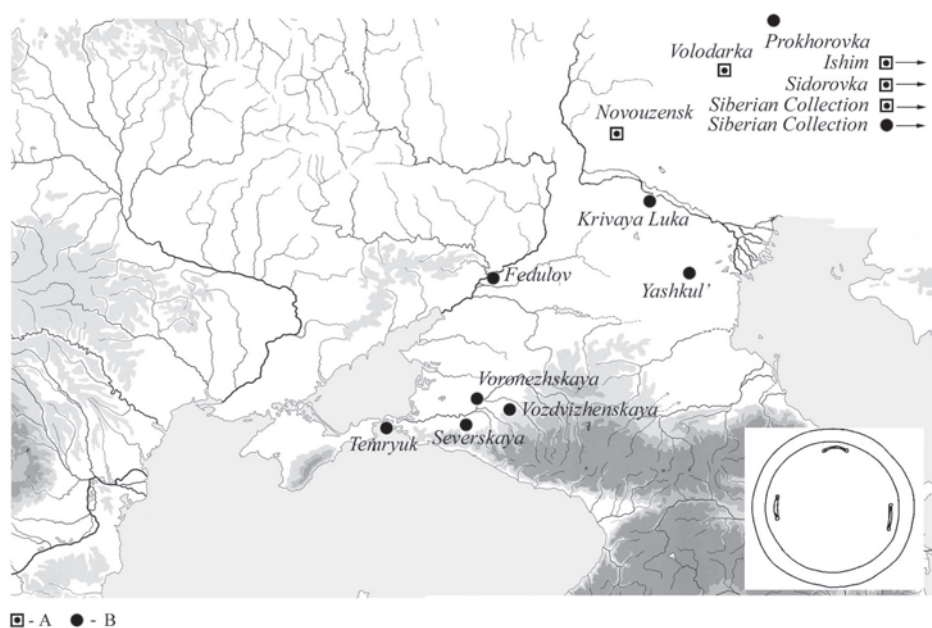 Prokhorovka
Volodarka
Ishim
Sidorovka
Siberian Collection
Siberian Collection
Novouzensk
Krivaya Luka
Fedulov
Yashkul'
Voronezhskaya
Vozdvizhenskaya
Severskaya
Temryuk
- A
- B